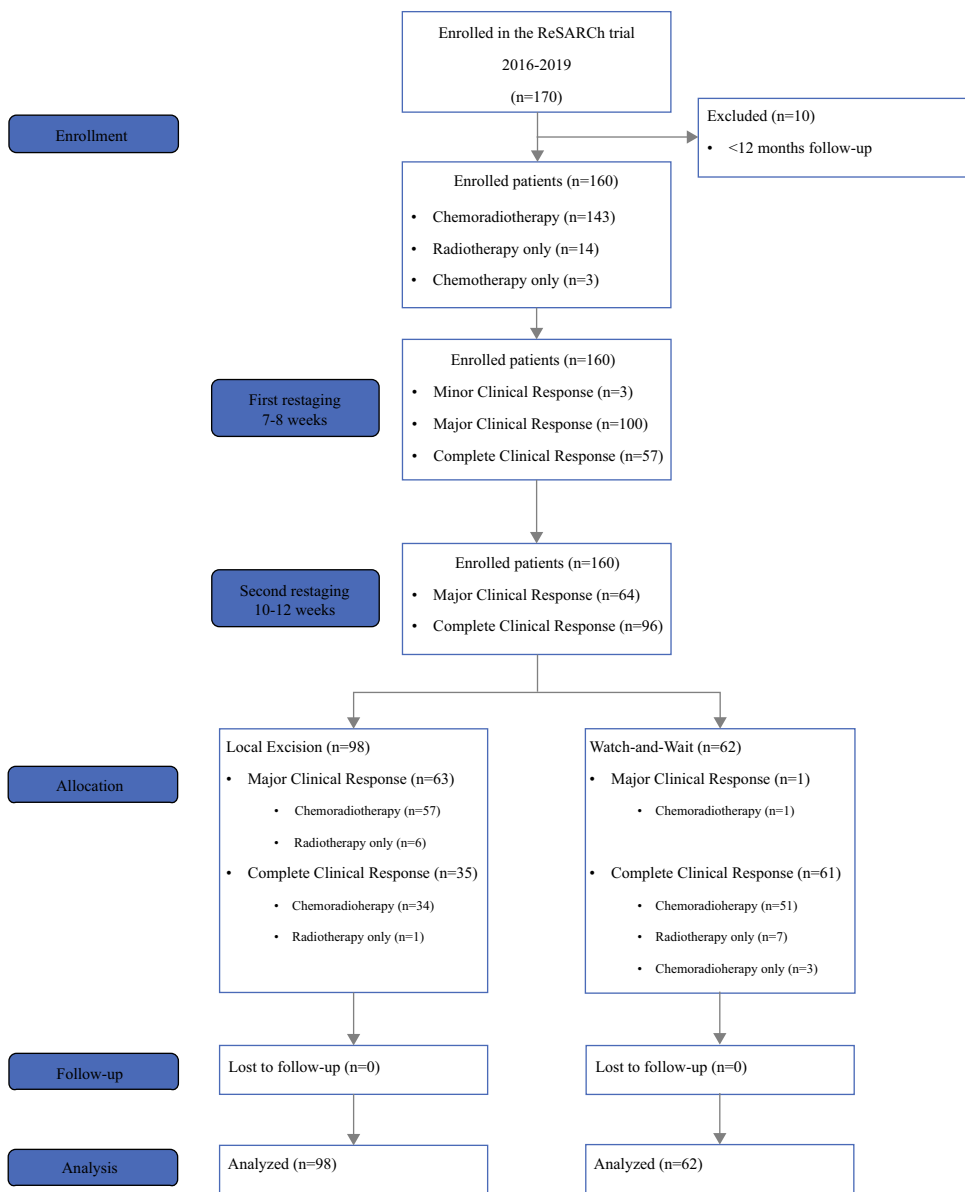 Enrolled in the ReSARCh trial
2016-2019
(n=170)
Enrollment
Excluded (n=10)
• <12 months follow-up
Enrolled patients (n=160)
• Chemoradiotherapy (n=143)
• Radiotherapy only (n=14)
• Chemotherapy only (n=3)
First restaging
7-8 weeks
Enrolled patients (n=160)
• Minor Clinical Response (n=3)
• Major Clinical Response (n=100)
• Complete Clinical Response (n=57)
Second restaging
10-12 weeks
Enrolled patients (n=160)
• Major Clinical Response (n=64)
• Complete Clinical Response (n=96)
Allocation
Local Excision (n=98)
• Major Clinical Response (n=63)
• Chemoradiotherapy (n=57)
• Radiotherapy only (n=6)
• Complete Clinical Response (n=35)
• Chemoradioherapy (n=34)
• Radiotherapy only (n=1)
Watch-and-Wait (n=62)
• Major Clinical Response (n=1)
• Chemoradiotherapy (n=1)
• Complete Clinical Response (n=61)
• Chemoradioherapy (n=51)
• Radiotherapy only (n=7)
• Chemoradioherapy only (n=3)
Follow-up
Lost to follow-up (n=0)
Lost to follow-up (n=0)
Analysis
Analyzed (n=98)
Analyzed (n=62)